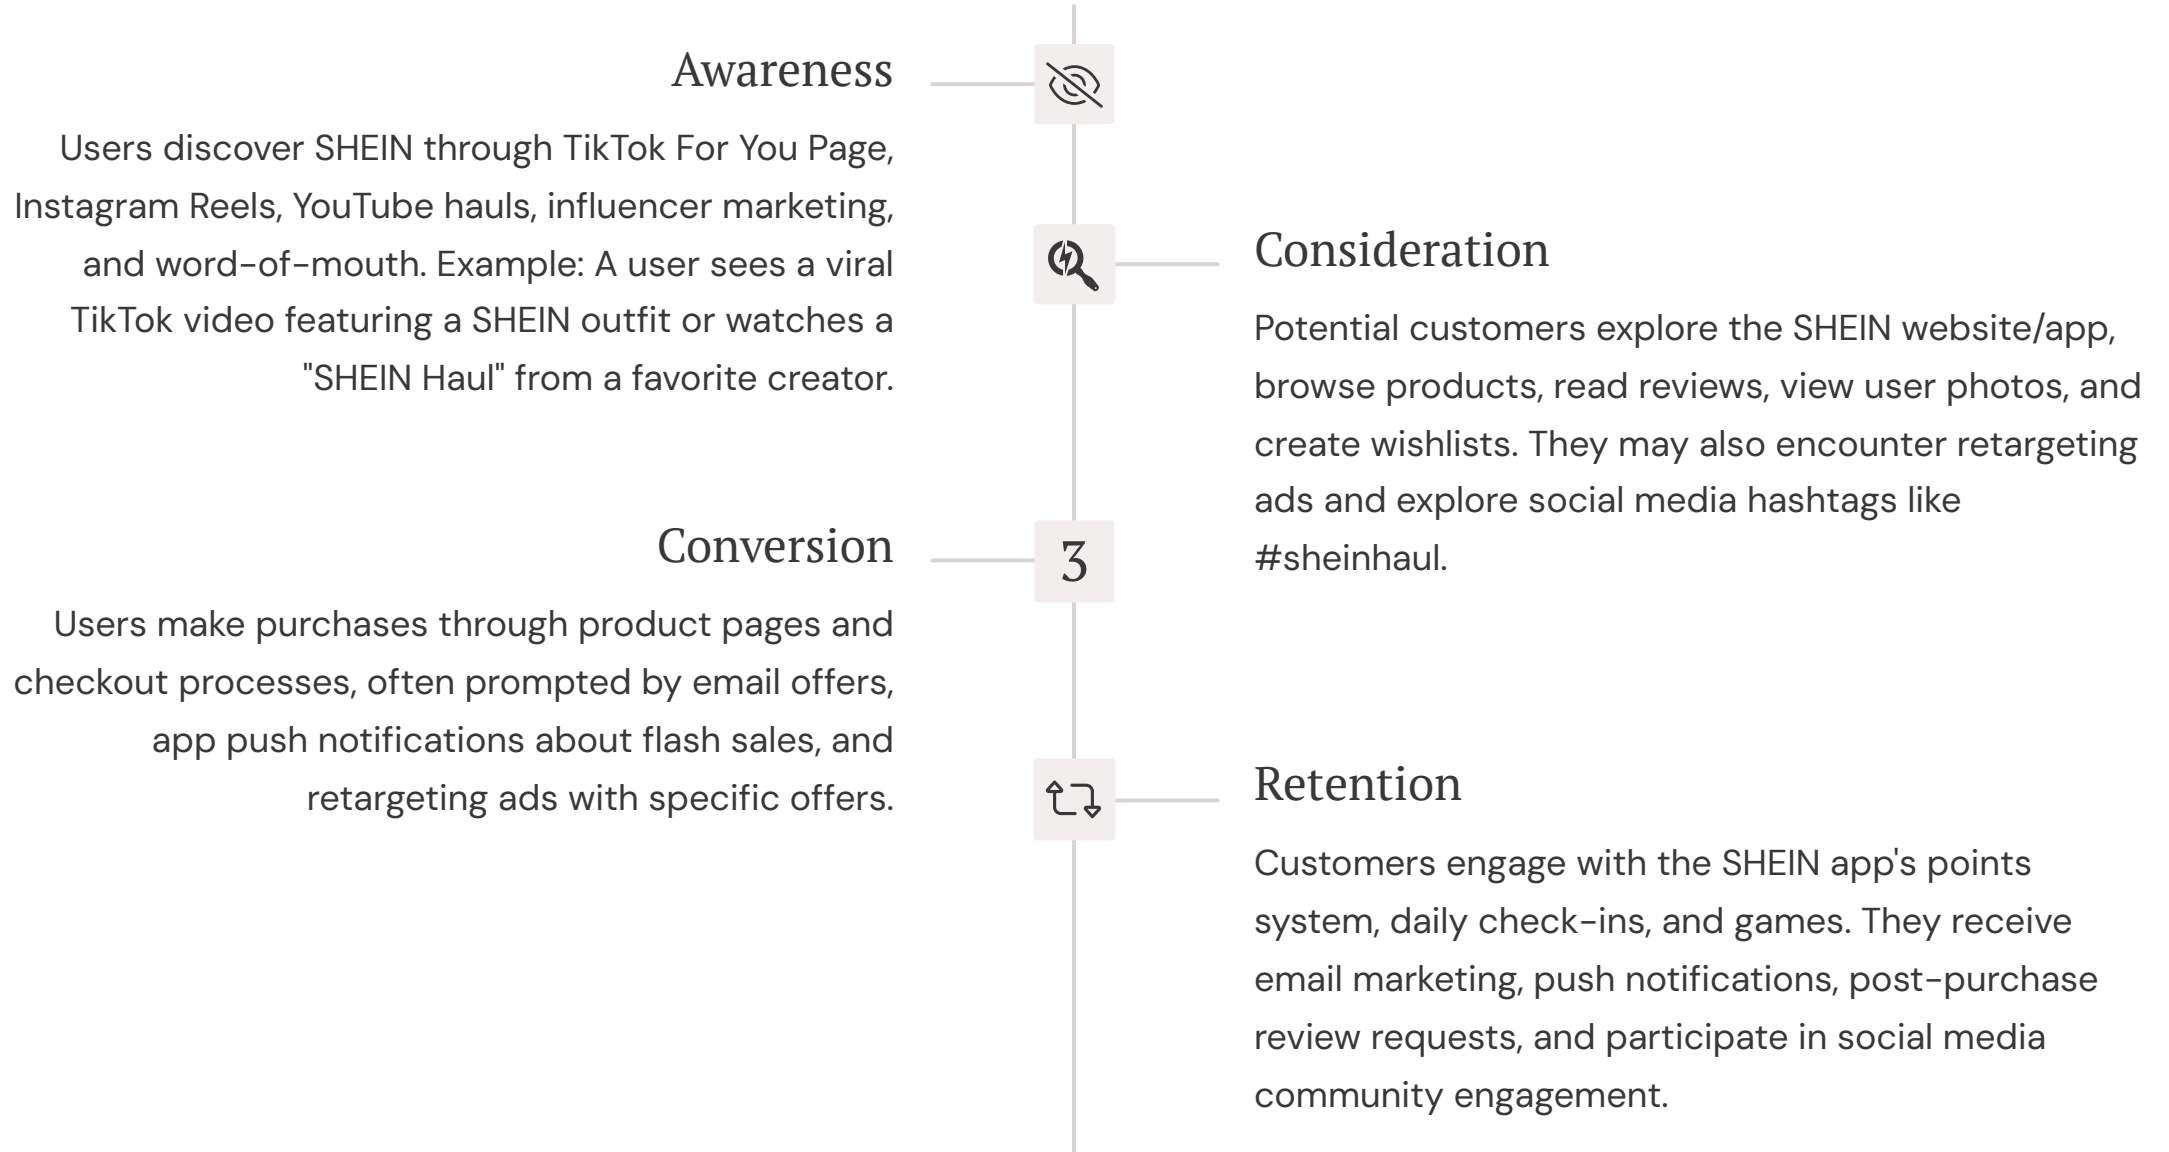 Awareness
Users discover SHEIN through TikTok For You Page,
Instagram Reels, YouTube hauls, influencer marketing,
and word-of-mouth. Example: A user sees a viral
TikTok video featuring a SHEIN outfit or watches a
"SHEIN Haul" from a favorite creator.
Consideration
Potential customers explore the SHEIN website/app,
browse products, read reviews, view user photos, and
create wishlists. They may also encounter retargeting
ads and explore social media hashtags like
#sheinhaul.
Conversion
3
Users make purchases through product pages and
checkout processes, often prompted by email offers,
app push notifications about flash sales, and
retargeting ads with specific offers.
Retention
Customers engage with the SHEIN app's points
system, daily check-ins, and games. They receive
email marketing, push notifications, post-purchase
review requests, and participate in social media
community engagement.